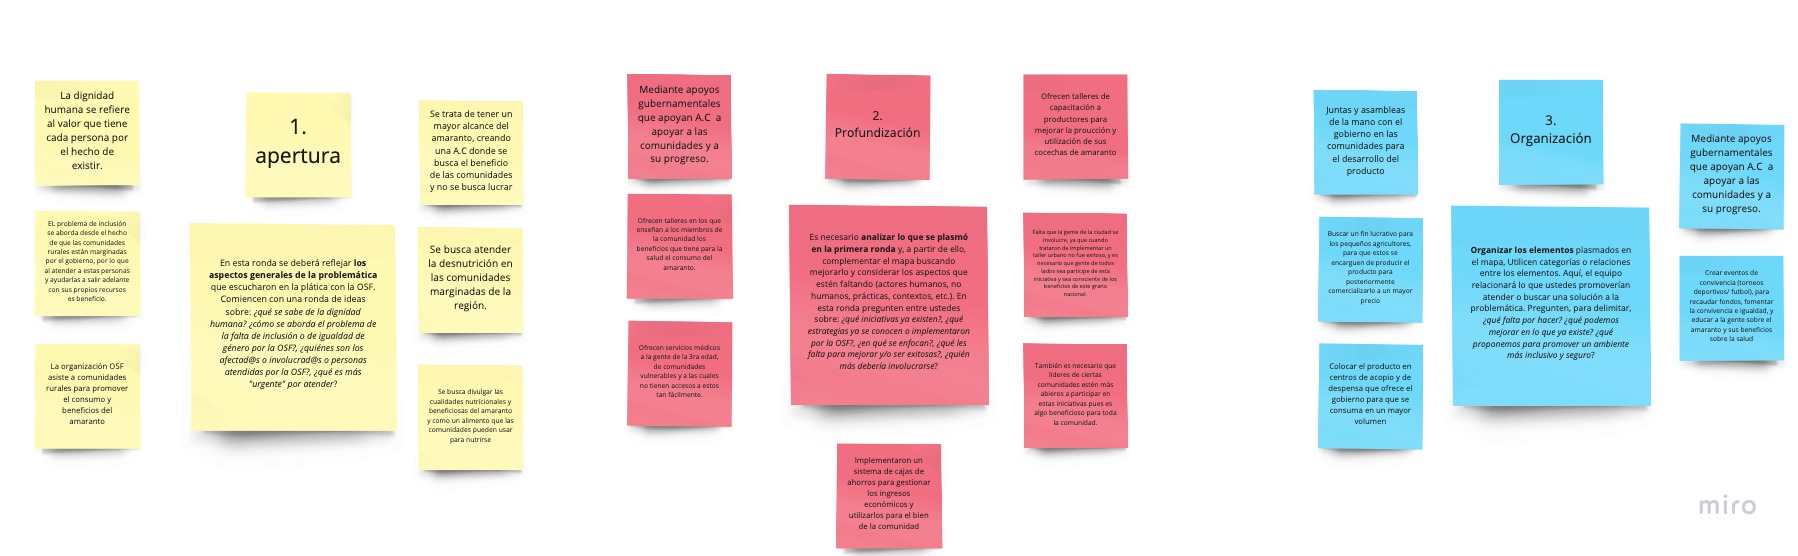 La dignidad
humana se refiere
al valor que tiene
cada persona por
el hecho de
existir.
EL problema de inclusión
se aborda desde el hecho
de que las comunidades
rurales están marginadas
por el gobierno, por lo que
al atender a estas personas
y ayudarlas a salir adelante
con sus propios recursos
es beneficio.
La organización OSF
asiste a comunidades
rurales para promover
el consumo y
beneficios del
amaranto
1.
apertura
En esta ronda se deberá reflejar los
aspectos generales de la problemática
que escucharon en la plática con la OSF.
Comiencen con una ronda de ideas
sobre: ¿qué se sabe de la dignidad
humana? ¿cómo se aborda el problema de
la falta de inclusión o de igualdad de
género por la OSF?, ¿quiénes son los
afectad@s o involucrad@s o personas
atendidas por la OSF?, ¿qué es más
"urgente" por atender?
Se trata de tener un
mayor alcance del
amaranto, creando
una A.C donde se
busca el beneficio
de las comunidades
y no se busca lucrar
Se busca atender
la desnutrición en
las comunidades
marginadas de la
región.
Se busca divulgar las
cualidades nutricionales y
beneficiosas del amaranto
y como un alimento que las
comunidades pueden usar
para nutrirse
Mediante apoyos
gubernamentales
que apoyan A.C a
apoyar a las
comunidades y a
su progreso.
Ofrecen talleres en los que
enseñan a los miembros de
la comunidad los
beneficios que tiene para la
salud el consumo del
amaranto.
Ofrecen servicios médicos
a la gente de la 3ra edad,
de comunidades
vulnerables y a las cuales
no tienen accesos a estos
tan fácilmente.
2.
Profundización
Es necesario analizar lo que se plasmó
en la primera ronda y, a partir de ello,
complementar el mapa buscando
mejorarlo y considerar los aspectos que
estén faltando (actores humanos, no
humanos, prácticas, contextos, etc.). En
esta ronda pregunten entre ustedes
sobre: ¿qué iniciativas ya existen?, ¿qué
estrategias ya se conocen o implementaron
por la OSF?, ¿en qué se enfocan?, ¿qué les
falta para mejorar y/o ser exitosas?, ¿quién
más debería involucrarse?
Implementaron un
sistema de cajas de
ahorros para gestionar
los ingresos
económicos y
utilizarlos para el bien
de la comunidad
Ofrecen talleres de
capacitación a
productores para
mejorar la proucción y
utilización de sus
cocechas de amaranto
Falta que la gente de la ciudad se
involucre, ya que cuando
trataron de implementar un
taller urbano no fue exitoso, y es
necesario que gente de todos
lados sea participe de esta
iniciativa y sea consciente de los
beneficios de este grano
nacional.
También es necesario que
líderes de ciertas
comunidades estén más
abieros a participar en
estas iniciativas pues es
algo beneficioso para toda
la comunidad.
Juntas y asambleas
de la mano con el
gobierno en las
comunidades para
el desarrollo del
producto
Buscar un fin lucrativo para
los pequeños agricultores,
para que estos se
encarguen de producir el
producto para
posteriormente
comercializarlo a un mayor
precio
Colocar el producto en
centros de acopio y de
despensa que ofrece el
gobierno para que se
consuma en un mayor
volumen
3.
Organización
Organizar los elementos plasmados en
el mapa, Utilicen categorías o relaciones
entre los elementos. Aquí, el equipo
relacionará lo que ustedes promoverían
atender o buscar una solución a la
problemática. Pregunten, para delimitar,
¿qué falta por hacer? ¿qué podemos
mejorar en lo que ya existe? ¿qué
proponemos para promover un ambiente
más inclusivo y seguro?
Mediante apoyos
gubernamentales
que apoyan A.C a
apoyar a las
comunidades y a
su progreso.
Crear eventos de
convivencia (torneos
deportivos/ futbol), para
recaudar fondos, fomentar
la convivencia e igualdad, y
educar a la gente sobre el
amaranto y sus beneficios
sobre la salud
miro